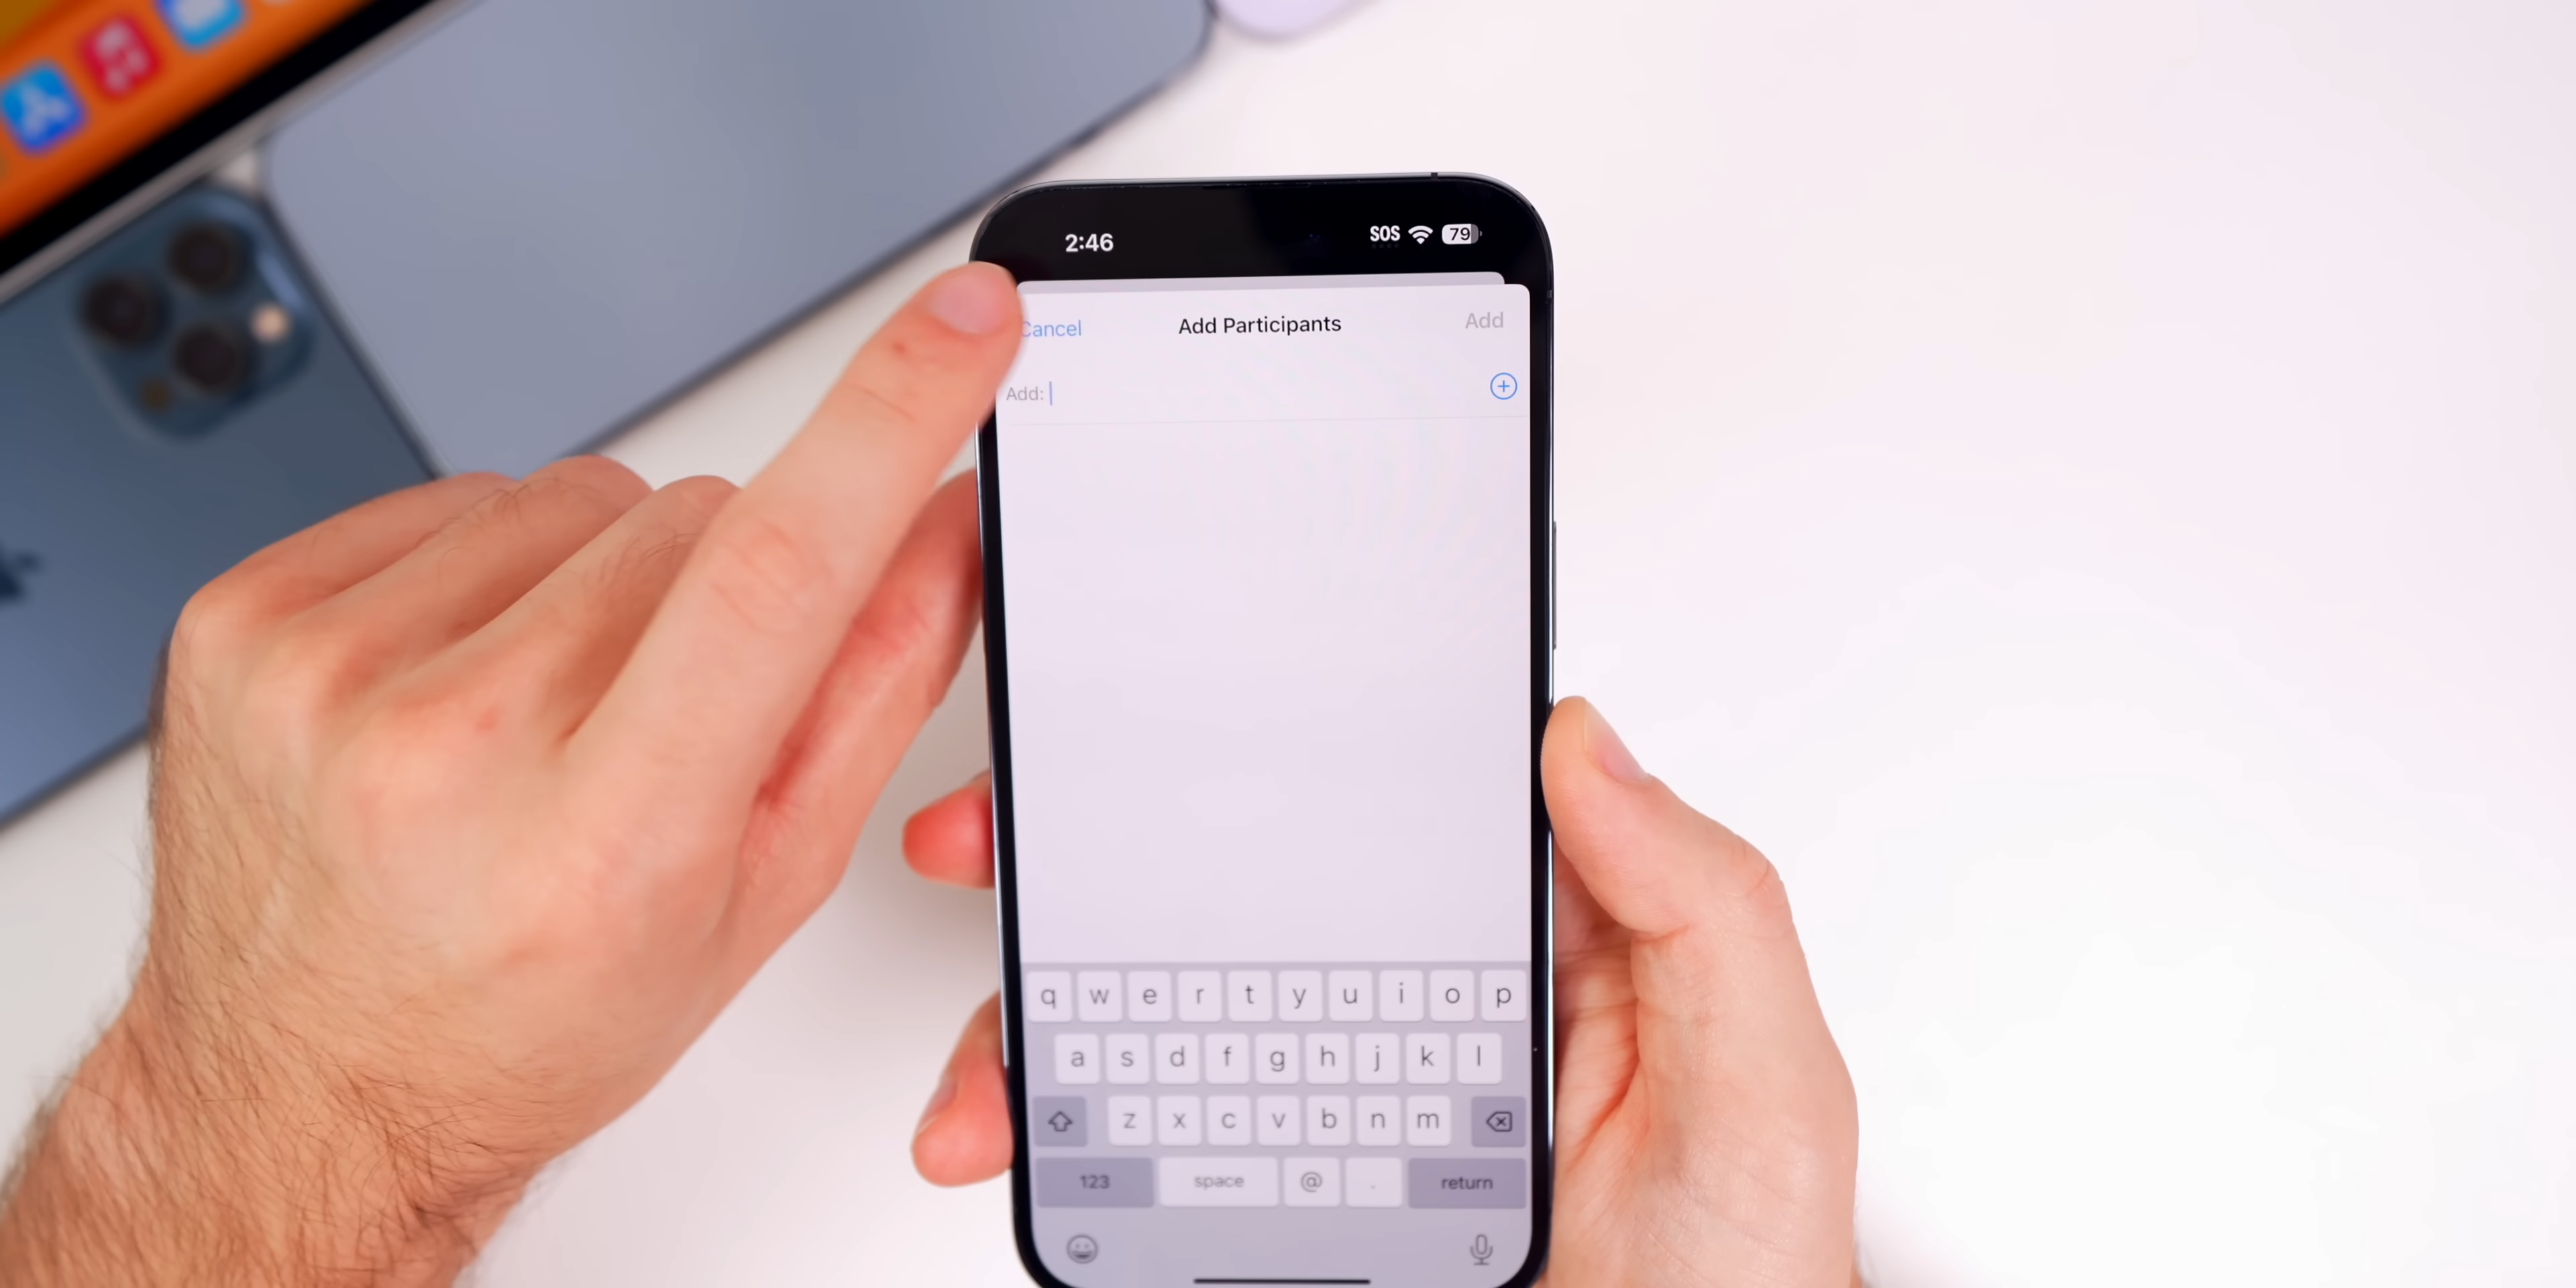 2:46
SOS 79
Cancel Add Participants Add
Add:
q w e r t y u i o p
a s d f g h j k l
z x c v b n m
123 space @ . return